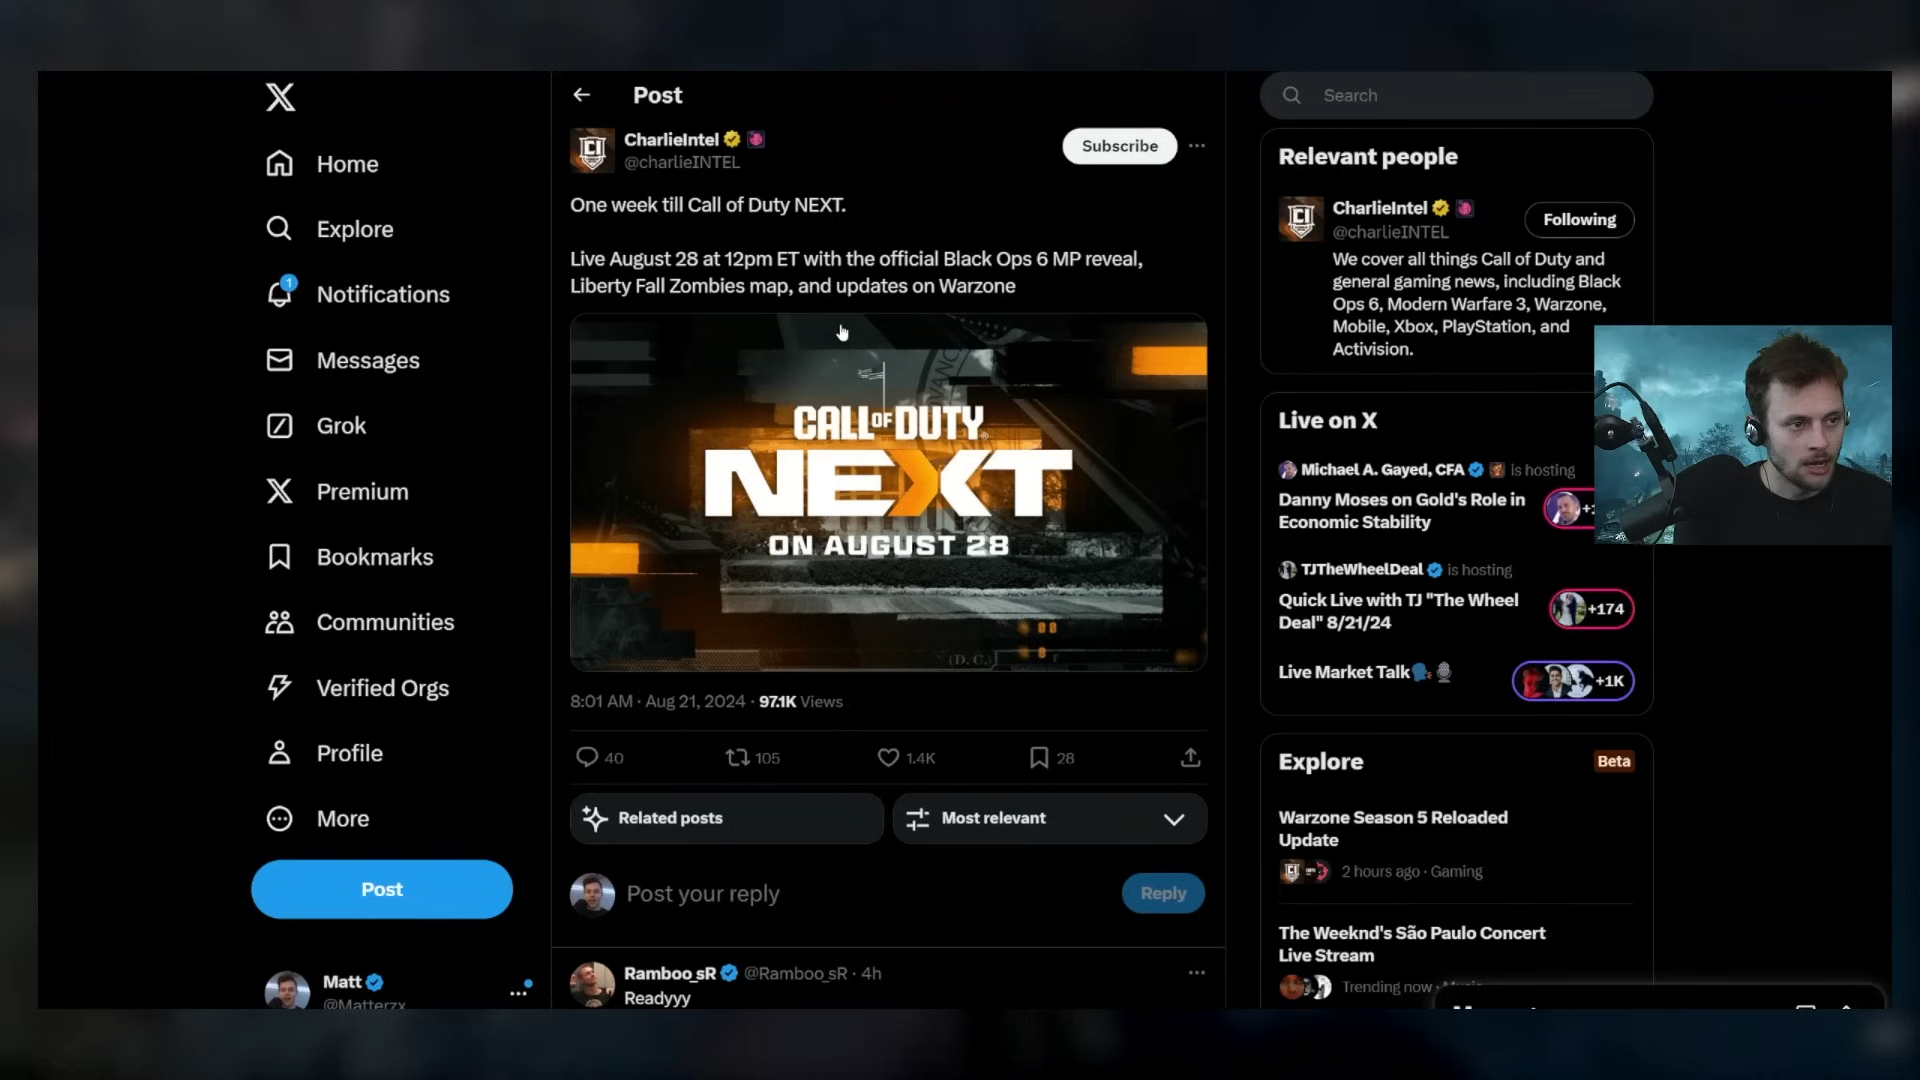 Home
Explore
1
Notifications
Messages
Grok
Premium
Bookmarks
Communities
Verified Orgs
Profile
More
Post
Matt
@Matterzx
Post
CI
CharlieIntel
@charlieINTEL
Subscribe
One week till Call of Duty NEXT.
Live August 28 at 12pm ET with the official Black Ops 6 MP reveal,
Liberty Fall Zombies map, and updates on Warzone
CALL OF DUTY
NEXT
ON AUGUST 28
(D.C.)
8:01 AM · Aug 21, 2024 · 97.1K Views
40
105
1.4K
28
Related posts
Most relevant
Post your reply
Reply
Ramboo_sR @Ramboo_sR · 4h
Readyyy
Search
Relevant people
CI
CharlieIntel
@charlieINTEL
Following
We cover all things Call of Duty and
general gaming news, including Black
Ops 6, Modern Warfare 3, Warzone,
Mobile, Xbox, PlayStation, and
Activision.
Live on X
Michael A. Gayed, CFA is hosting
Danny Moses on Gold's Role in
Economic Stability
TJTheWheelDeal is hosting
Quick Live with TJ "The Wheel
Deal" 8/21/24
+174
Live Market Talk
+1K
Explore
Beta
Warzone Season 5 Reloaded
Update
2 hours ago · Gaming
The Weeknd's São Paulo Concert
Live Stream
Trending now ·